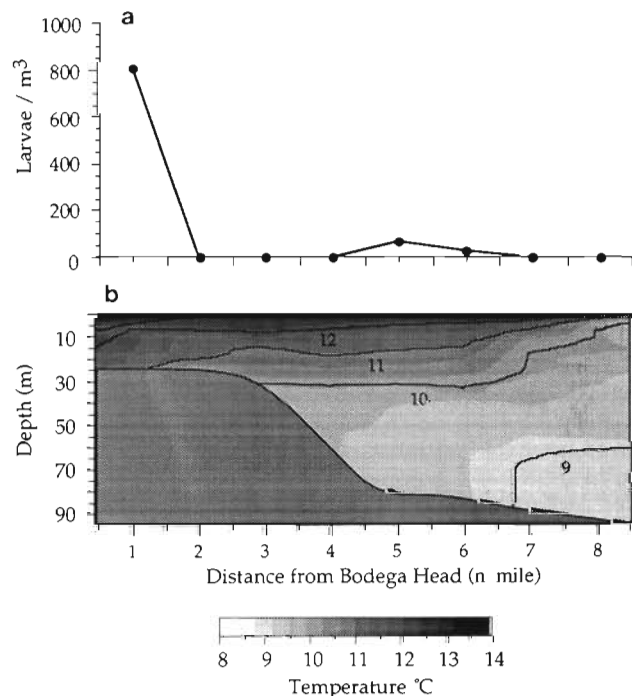 a
1000
800
600
400
200
0
Larvae / m³
b
10
30
50
70
90
Depth (m)
12
11
10
9
1 2 3 4 5 6 7 8
Distance from Bodega Head (n mile)
8 9 10 11 12 13 14
Temperature °C